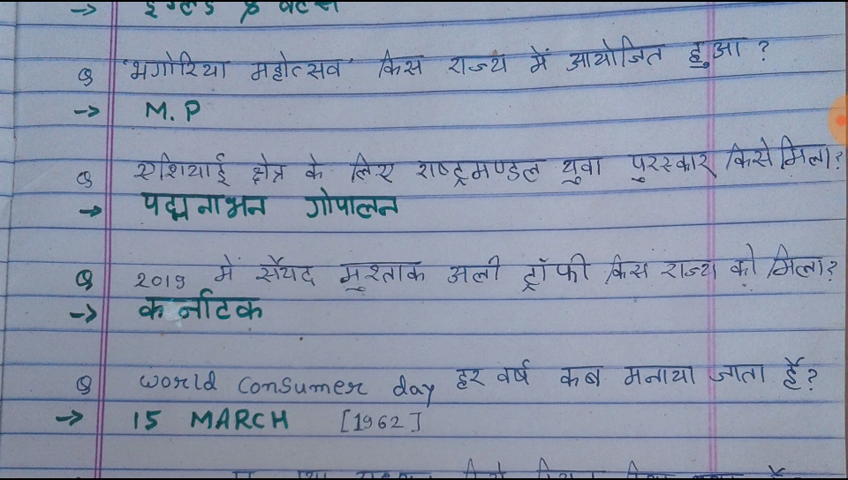 Q 'भगोरिया महोत्सव' किस राज्य में आयोजित हुआ ?
→ M.P
Q एशियाई क्षेत्र के लिए राष्ट्रमण्डल युवा पुरस्कार किसे मिला?
→ पद्मनाभन गोपालन
Q 2019 में सैयद मुश्ताक अली ट्रॉफी किस राज्य को मिला?
→ कर्नाटक
Q World Consumer day हर वर्ष कब मनाया जाता है?
→ 15 MARCH [1962]